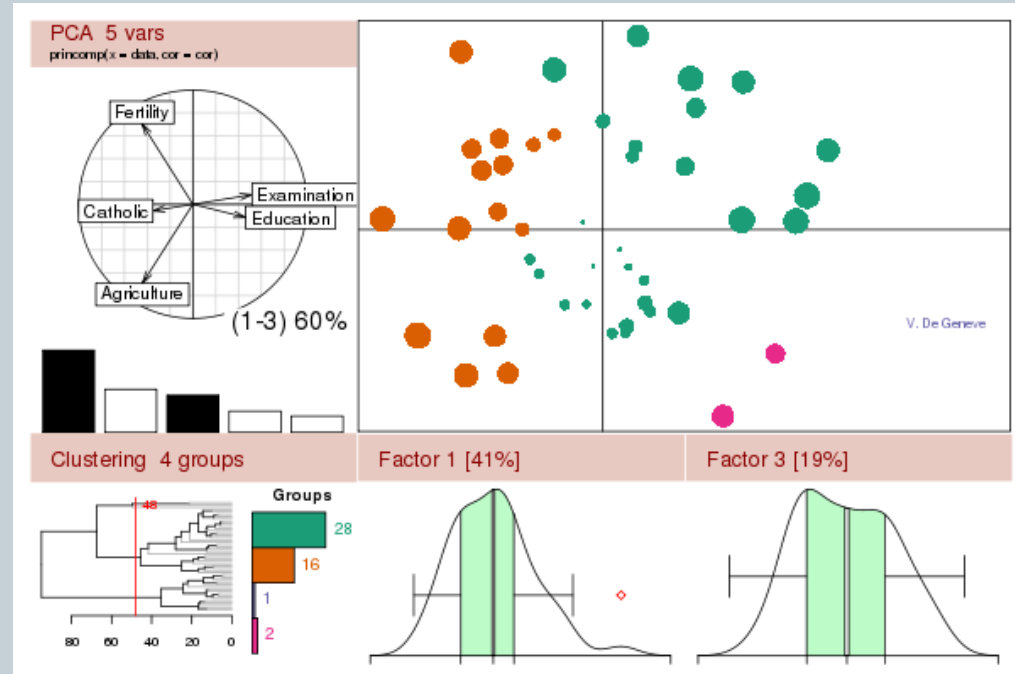 PCA 5 vars
princomp(x = data, cor = cor)
Fertility
Examination
Catholic
Education
Agriculture
(1-3) 60%
V. De Geneve
Clustering 4 groups
Factor 1 [41%]
Factor 3 [19%]
Groups
48
28
16
1
2
80 60 40 20 0